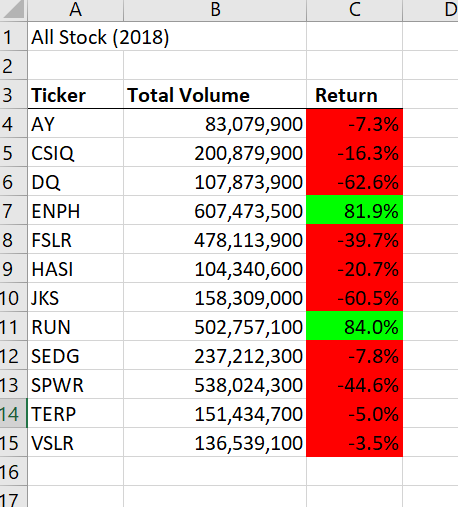 A B C D
1 All Stock (2018)
2
3 Ticker Total Volume Return
4 AY 83,079,900 -7.3%
5 CSIQ 200,879,900 -16.3%
6 DQ 107,873,900 -62.6%
7 ENPH 607,473,500 81.9%
8 FSLR 478,113,900 -39.7%
9 HASI 104,340,600 -20.7%
10 JKS 158,309,000 -60.5%
11 RUN 502,757,100 84.0%
12 SEDG 237,212,300 -7.8%
13 SPWR 538,024,300 -44.6%
14 TERP 151,434,700 -5.0%
15 VSLR 136,539,100 -3.5%
16
17